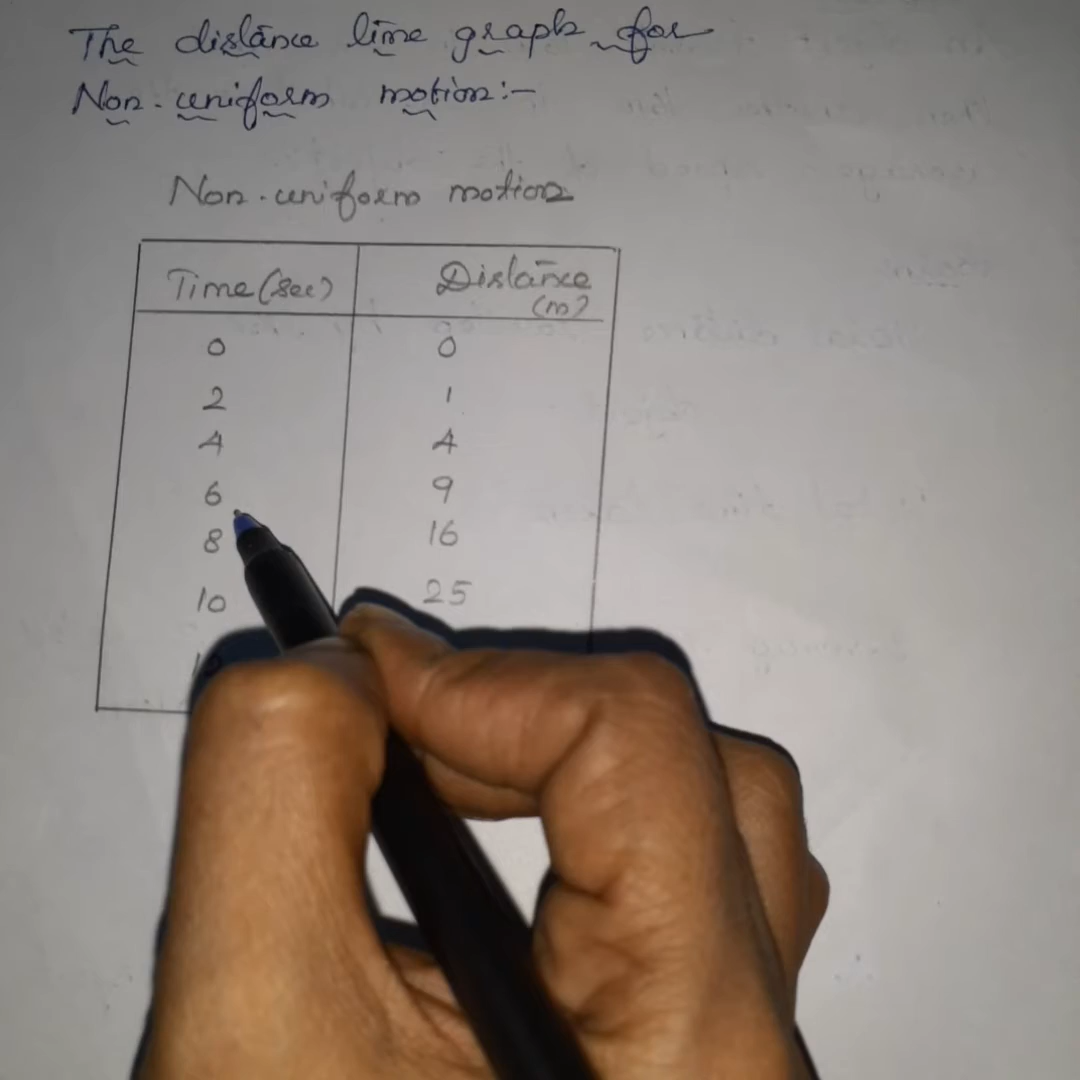 The distance time graph for
Non-uniform motion:-
Non-uniform motion
Time (sec) Distance (m)
0 0
2 1
4 4
6 9
8 16
10 25